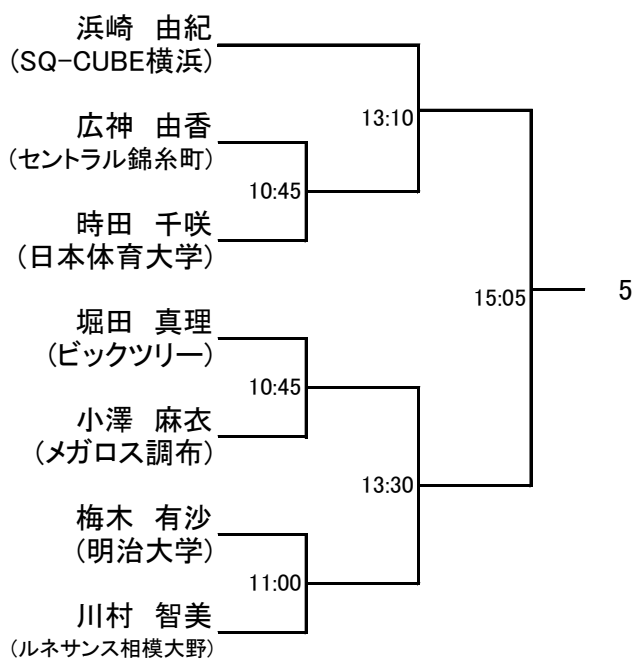 浜崎　由紀
(SQ-CUBE横浜)
13:10
広神　由香
(セントラル錦糸町)
10:45
時田　千咲
(日本体育大学)
15:05
5
堀田　真理
(ビックツリー)
10:45
小澤　麻衣
(メガロス調布)
13:30
梅木　有沙
(明治大学)
11:00
川村　智美
(ルネサンス相模大野)